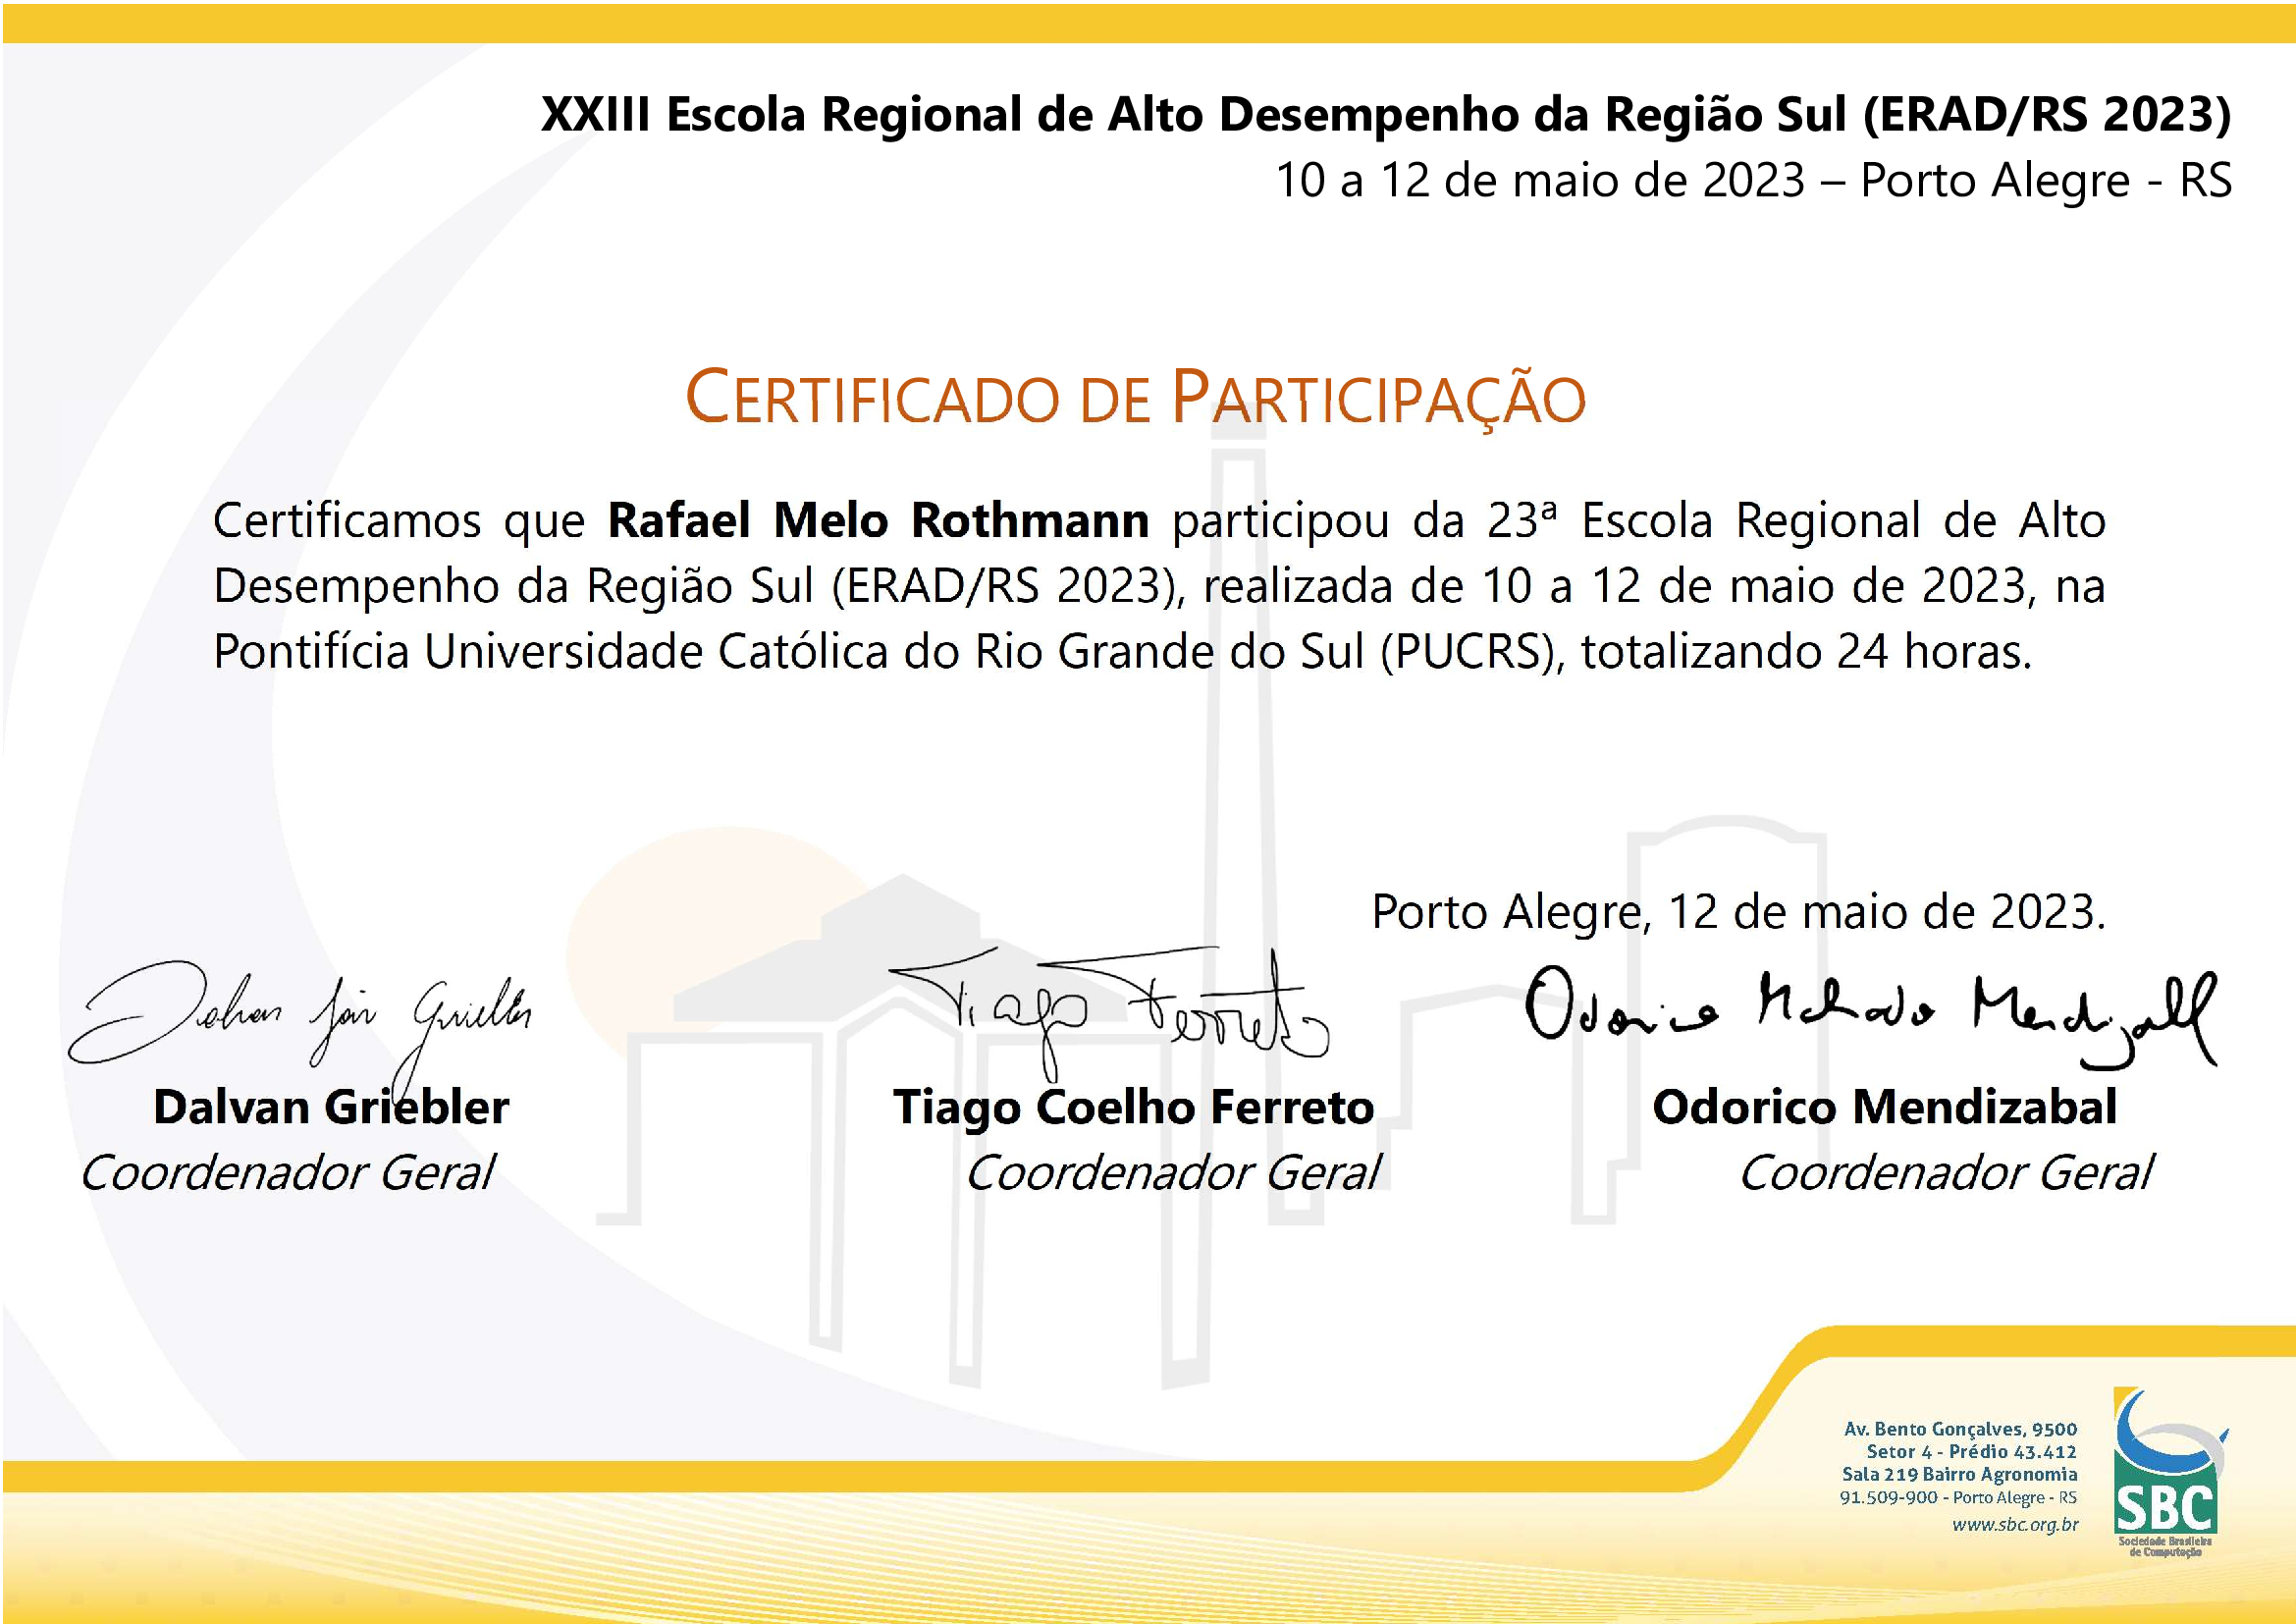 XXIII Escola Regional de Alto Desempenho da Região Sul (ERAD/RS 2023)
10 a 12 de maio de 2023 – Porto Alegre - RS
CERTIFICADO DE PARTICIPAÇÃO
Certificamos que Rafael Melo Rothmann participou da 23ª Escola Regional de Alto
Desempenho da Região Sul (ERAD/RS 2023), realizada de 10 a 12 de maio de 2023, na
Pontifícia Universidade Católica do Rio Grande do Sul (PUCRS), totalizando 24 horas.
Porto Alegre, 12 de maio de 2023.
Tiago Ferreto
Dalvan Griebler
Tiago Coelho Ferreto
Odorico Mendizabal
Coordenador Geral
Coordenador Geral
Coordenador Geral
Av. Bento Gonçalves, 9500
Setor 4 - Prédio 43.412
Sala 219 Bairro Agronomia
91.509-900 - Porto Alegre - RS
www.sbc.org.br
SBC
Sociedade Brasileira
de Computação